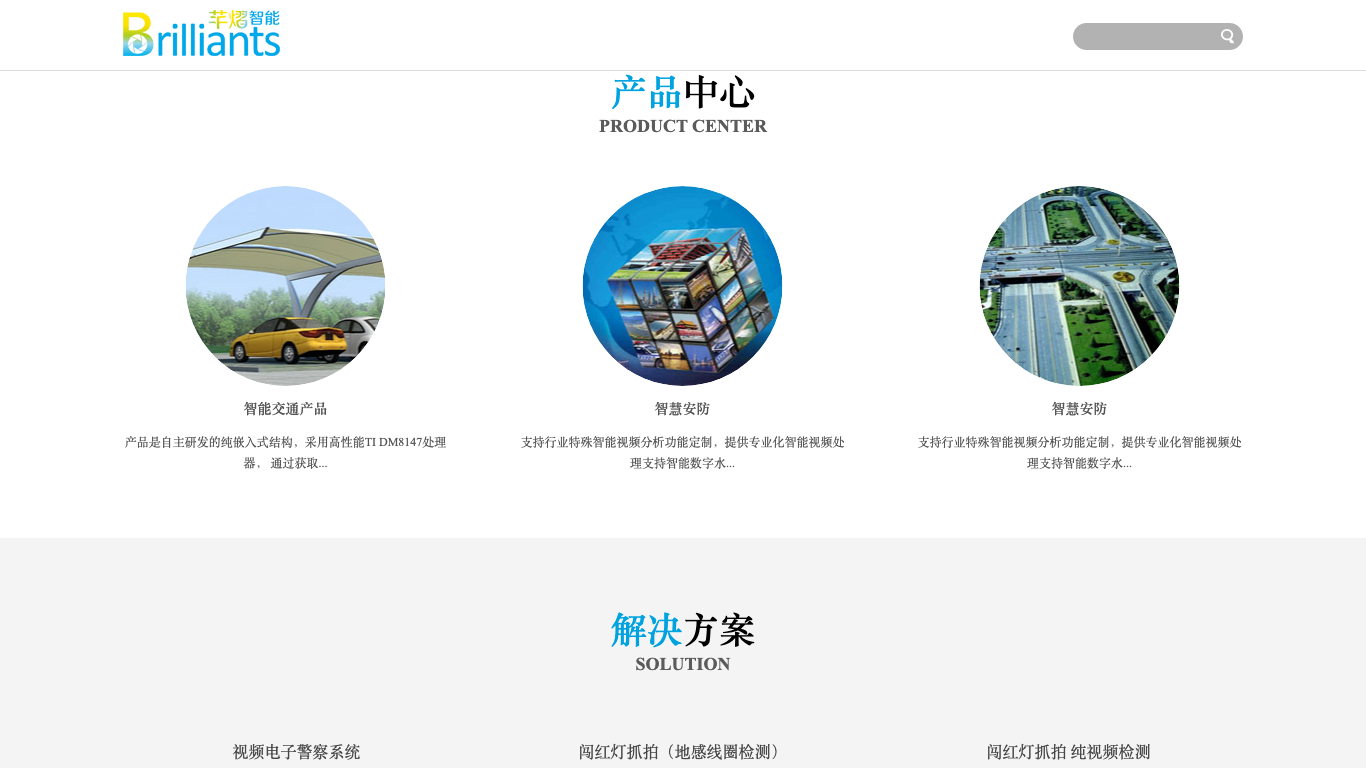 芊熠智能
Brilliants
产品中心
PRODUCT CENTER
智能交通产品
智慧安防
智慧安防
产品是自主研发的纯嵌入式结构，采用高性能TI DM8147处理
器， 通过获取...
支持行业特殊智能视频分析功能定制，提供专业化智能视频处
理支持智能数字水...
支持行业特殊智能视频分析功能定制，提供专业化智能视频处
理支持智能数字水...
解决方案
SOLUTION
视频电子警察系统
闯红灯抓拍（地感线圈检测）
闯红灯抓拍 纯视频检测